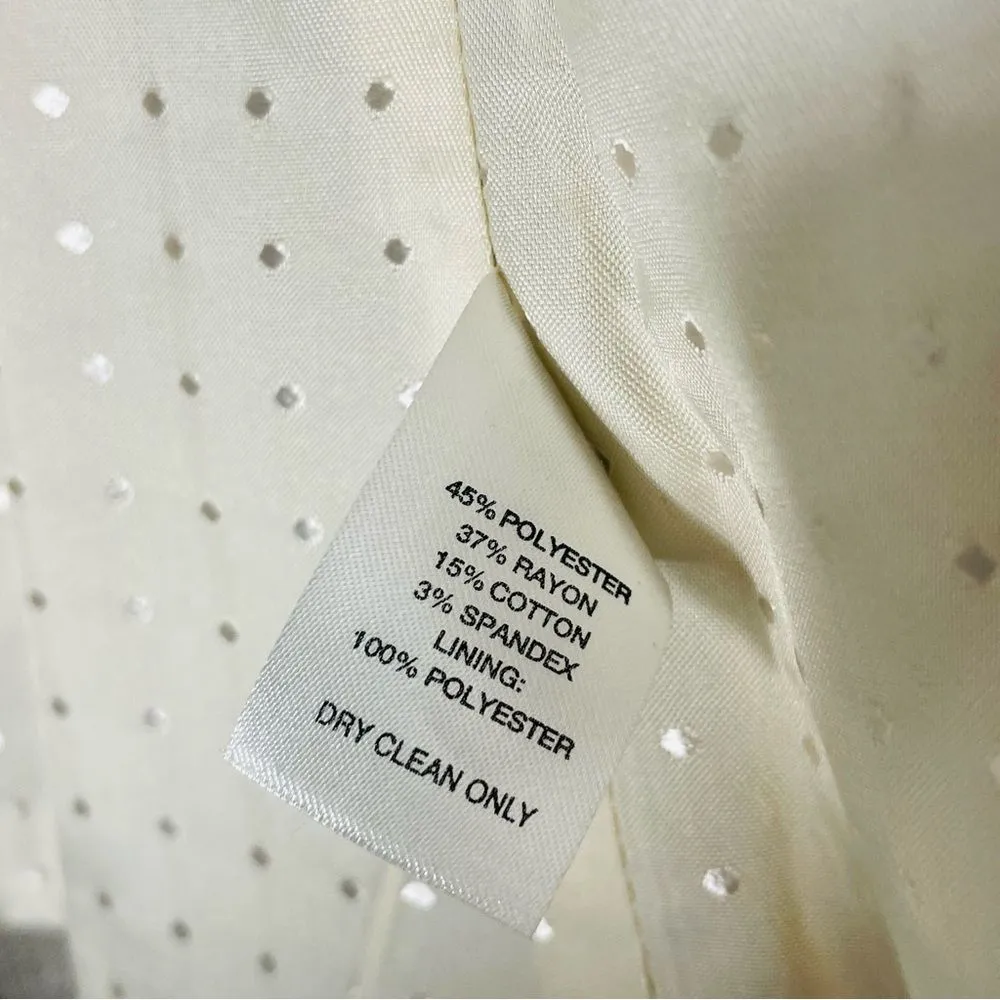 45% POLYESTER
37% RAYON
15% COTTON
3% SPANDEX
LINING:
100% POLYESTER
DRY CLEAN ONLY